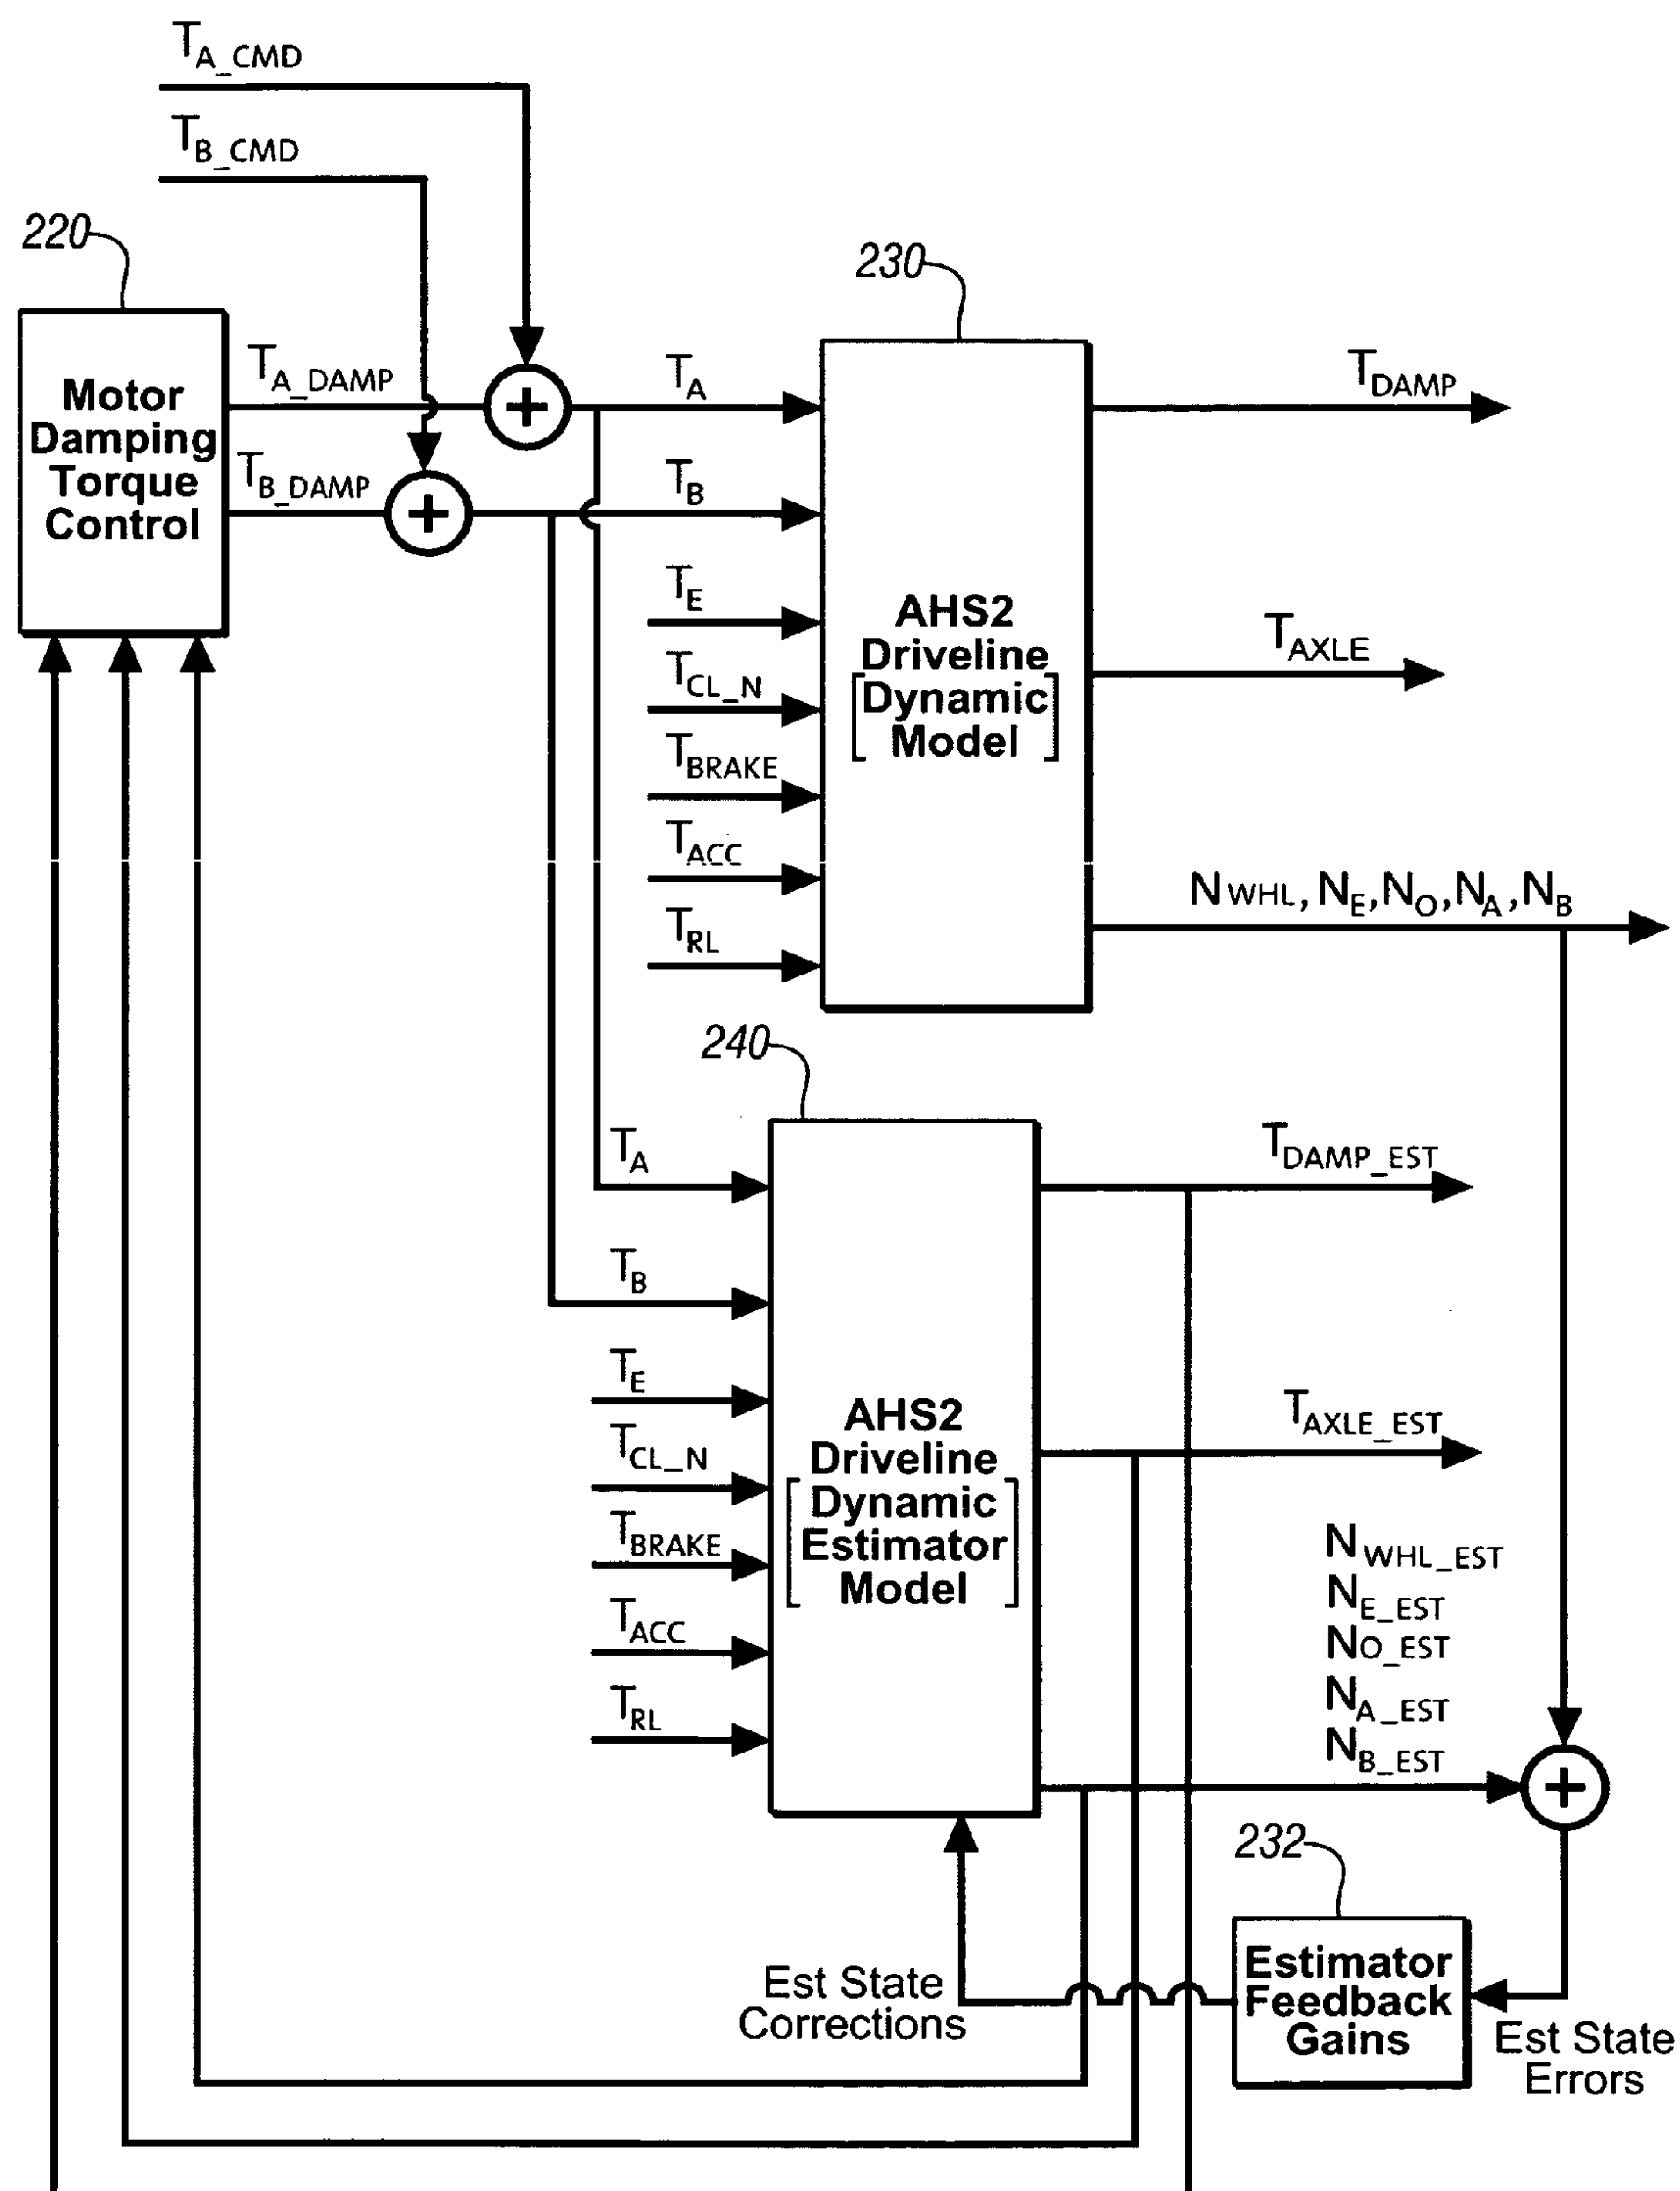 T_A_CMD
T_B_CMD
220
230
Motor
Damping
Torque
Control
T_A_DAMP
T_B_DAMP
T_A
T_B
T_E
T_CL_N
T_BRAKE
T_ACC
T_RL
AHS2
Driveline
Dynamic
Model
T_DAMP
T_AXLE
N_WHL, N_E, N_O, N_A, N_B
240
T_A
T_B
T_E
T_CL_N
T_BRAKE
T_ACC
T_RL
AHS2
Driveline
Dynamic
Estimator
Model
T_DAMP_EST
T_AXLE_EST
N_WHL_EST
N_E_EST
N_O_EST
N_A_EST
N_B_EST
232
Estimator
Feedback
Gains
Est State
Corrections
Est State
Errors